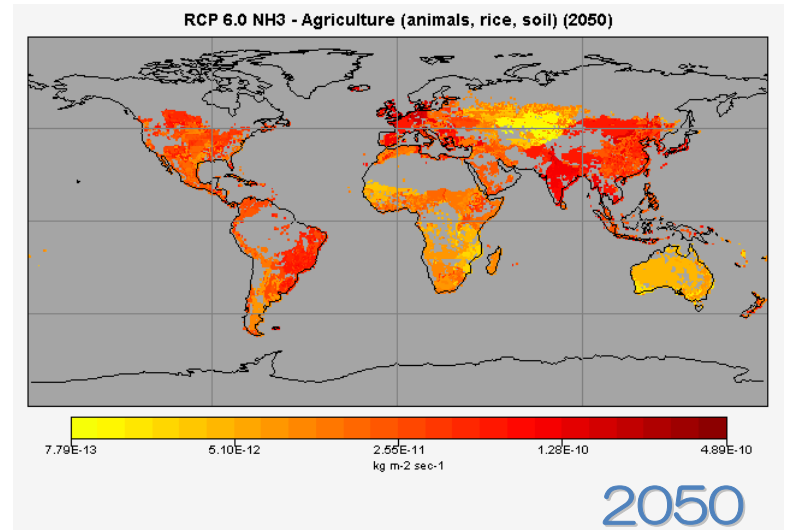 RCP 6.0 NH3 - Agriculture (animals, rice, soil) (2050)
7.79E-13 5.10E-12 2.55E-11 1.28E-10 4.89E-10
kg m-2 sec-1
2050